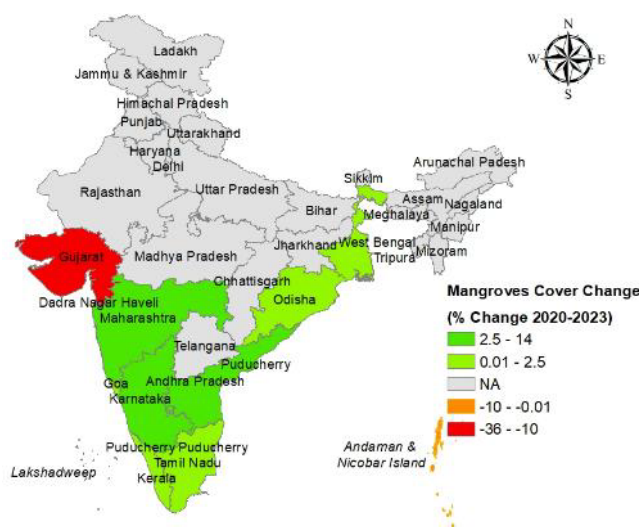 N
W E
S
Ladakh
Jammu & Kashmir
Himachal Pradesh
Punjab
Uttarakhand
Haryana
Delhi
Arunachal Padesh
Sikkim
Rajasthan
Uttar Pradesh
Assam
Nagaland
Bihar
Meghalaya
Manipur
Gujarat
Madhya Pradesh
Jharkhand
West Bengal
Tripura
Mizoram
Chhattisgarh
Dadra Nagar Haveli
Maharashtra
Odisha
Telangana
Puducherry
Goa
Andhra Pradesh
Karnataka
Puducherry Puducherry
Tamil Nadu
Kerala
Lakshadweep
Andaman &
Nicobar Island
Mangroves Cover Change
(% Change 2020-2023)
2.5 - 14
0.01 - 2.5
NA
-10 - -0.01
-36 - -10